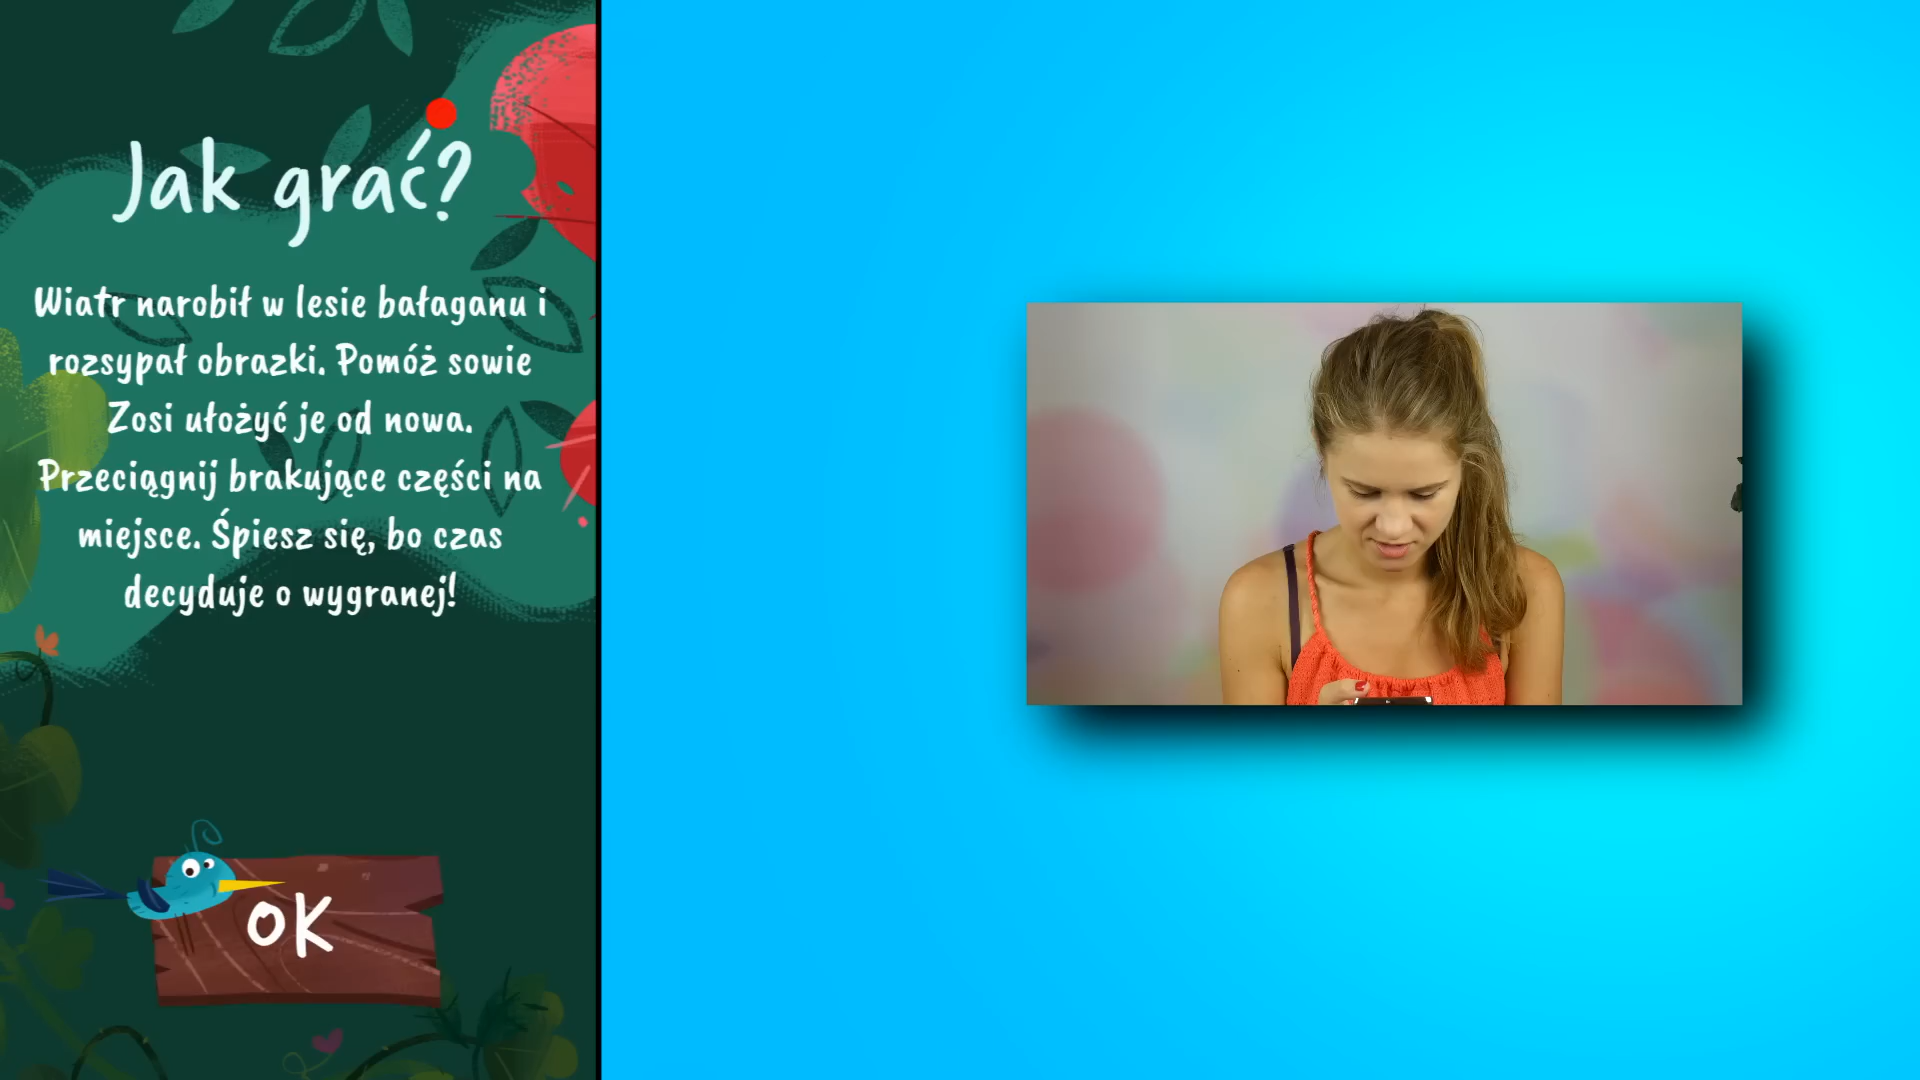 Jak grać?
Wiatr narobił w lesie bałaganu i
rozsypał obrazki. Pomóż sowie
Zosi ułożyć je od nowa.
Przeciągnij brakujące części na
miejsce. Śpiesz się, bo czas
decyduje o wygranej!
OK